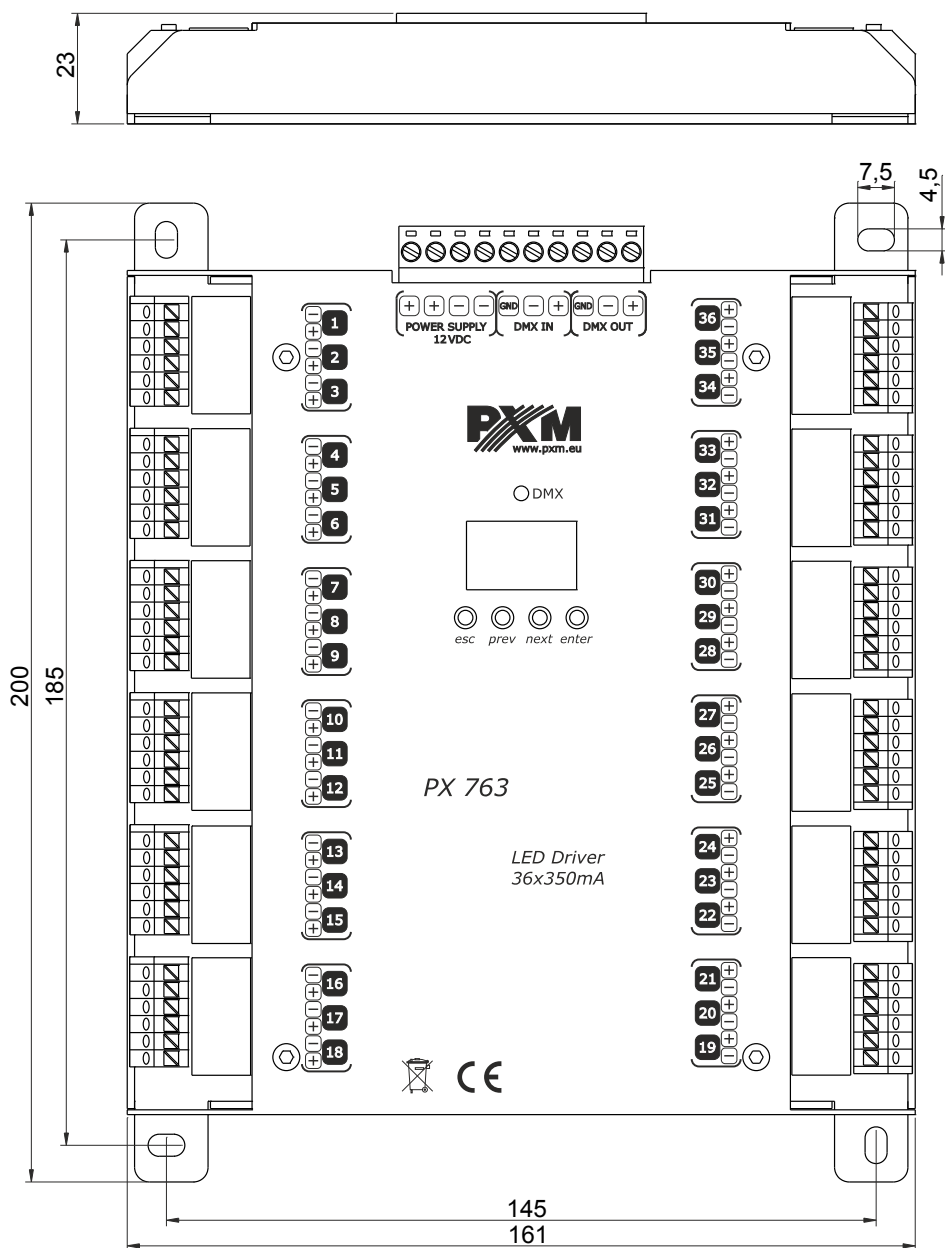 23
7,5
4,5
+ + − − GND − + GND − +
POWER SUPPLY DMX IN DMX OUT
12VDC
− 1 36 +
+ −
− 2 35 +
+ −
− 3 34 +
+ −
PXM
www.pxm.eu
− 4 33 +
+ −
− 5 32 +
+ −
− 6 31 +
+ −
DMX
− 7 30 +
+ −
− 8 29 +
+ −
− 9 28 +
+ −
esc prev next enter
200
185
− 10 27 +
+ −
− 11 26 +
+ −
− 12 25 +
+ −
PX 763
− 13 24 +
+ −
− 14 23 +
+ −
− 15 22 +
+ −
LED Driver
36x350mA
− 16 21 +
+ −
− 17 20 +
+ −
− 18 19 +
+ −
CE
145
161